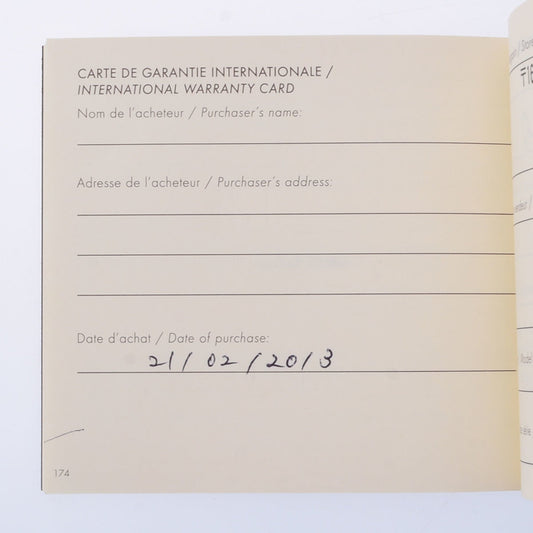 CARTE DE GARANTIE INTERNATIONALE /
INTERNATIONAL WARRANTY CARD
Nom de l'acheteur / Purchaser's name:
Adresse de l'acheteur / Purchaser's address:
Date d'achat / Date of purchase:
21/02/2013
174